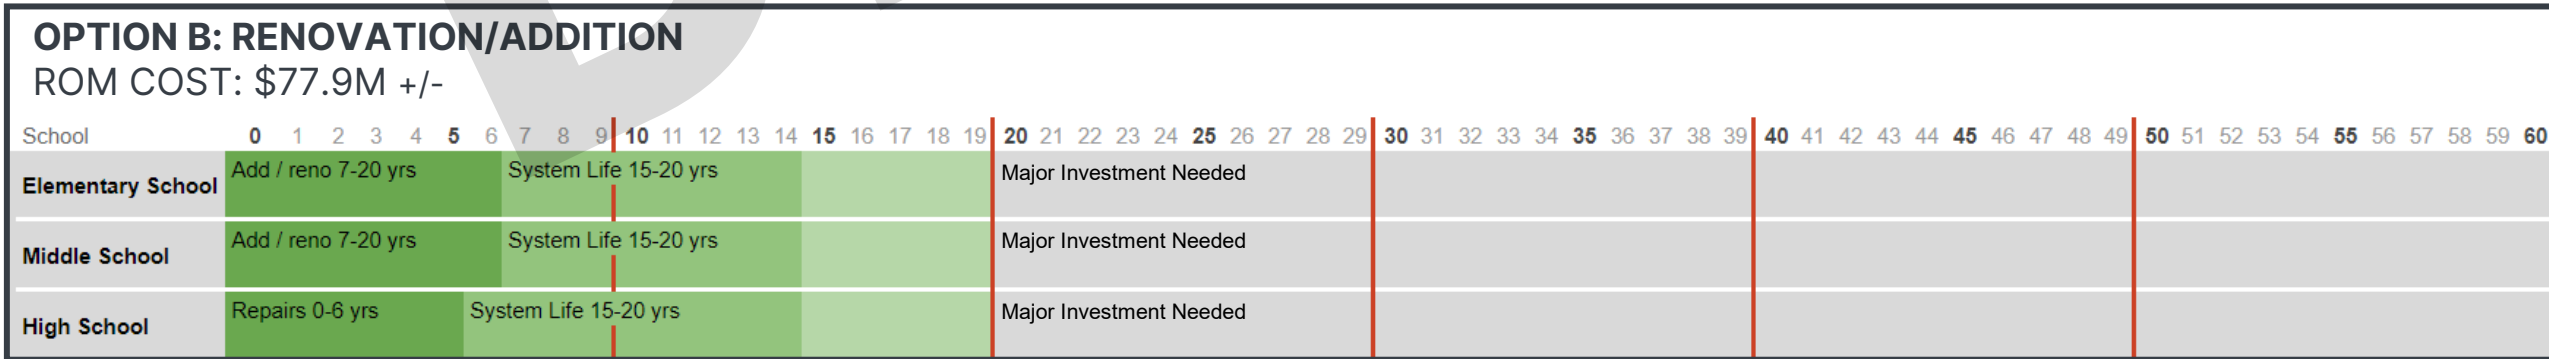 OPTION B: RENOVATION/ADDITION
ROM COST: $77.9M +/-
School 0 1 2 3 4 5 6 7 8 9 10 11 12 13 14 15 16 17 18 19 20 21 22 23 24 25 26 27 28 29 30 31 32 33 34 35 36 37 38 39 40 41 42 43 44 45 46 47 48 49 50 51 52 53 54 55 56 57 58 59 60
Elementary School Add / reno 7-20 yrs System Life 15-20 yrs Major Investment Needed
Middle School Add / reno 7-20 yrs System Life 15-20 yrs Major Investment Needed
High School Repairs 0-6 yrs System Life 15-20 yrs Major Investment Needed